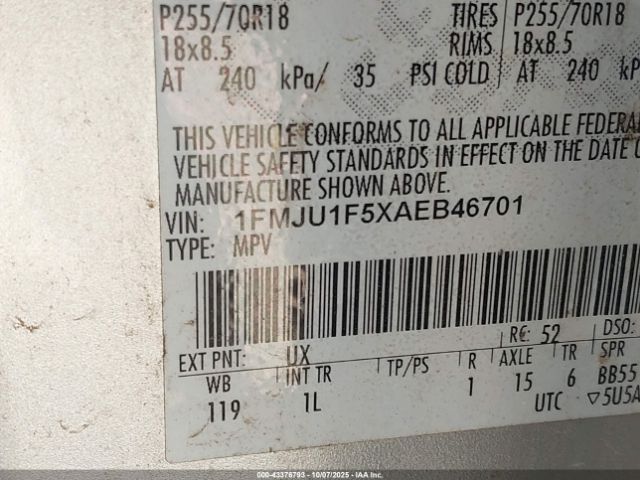 P255/70R18 TIRES P255/70R18
18x8.5 RIMS 18x8.5
AT 240 kPa/ 35 PSI COLD AT 240 kPa
THIS VEHICLE CONFORMS TO ALL APPLICABLE FEDERA
VEHICLE SAFETY STANDARDS IN EFFECT ON THE DATE O
MANUFACTURE SHOWN ABOVE.
VIN: 1FMJU1F5XAEB46701
TYPE: MPV
EXT PNT: UX RC: 52 DSO:
WB INT TR TP/PS R AXLE TR SPR
119 1L 1 15 6 BB55
UTC ▽5U5A
000-43376793 - 10/07/2025 - IAA Inc.